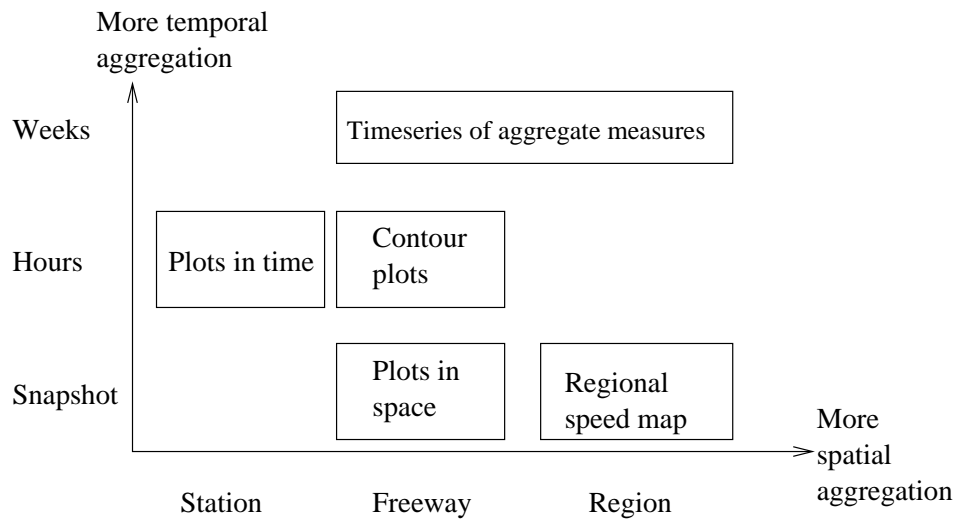 More temporal
aggregation
Weeks
Timeseries of aggregate measures
Hours
Plots in time
Contour
plots
Snapshot
Plots in
space
Regional
speed map
More
spatial
aggregation
Station
Freeway
Region